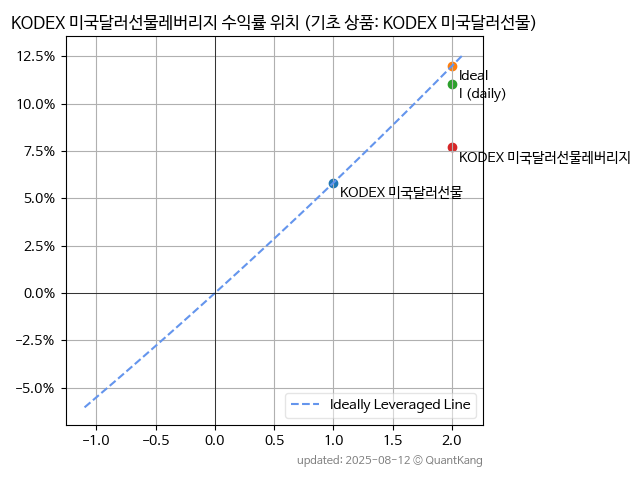 KODEX 미국달러선물레버리지 수익률 위치 (기초 상품: KODEX 미국달러선물)
12.5%
10.0%
7.5%
5.0%
2.5%
0.0%
−2.5%
−5.0%
Ideal
I (daily)
KODEX 미국달러선물레버리지
KODEX 미국달러선물
Ideally Leveraged Line
−1.0 −0.5 0.0 0.5 1.0 1.5 2.0
updated: 2025-08-12 © QuantKang